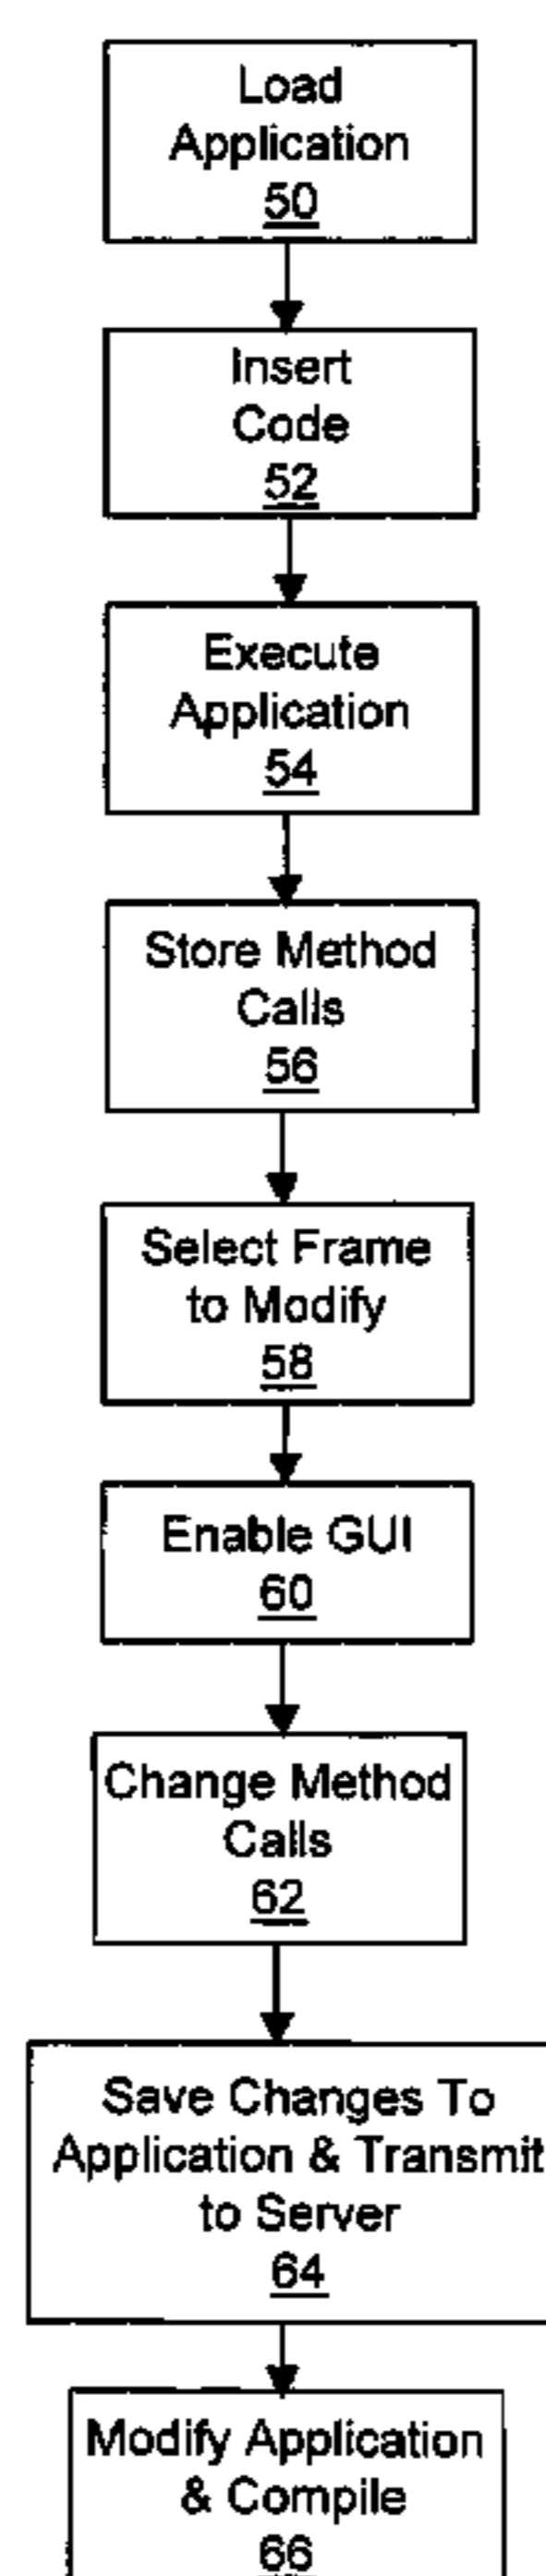 Load
Application
50
Insert
Code
52
Execute
Application
54
Store Method
Calls
56
Select Frame
to Modify
58
Enable GUI
60
Change Method
Calls
62
Save Changes To
Application & Transmit
to Server
64
Modify Application
& Compile
66